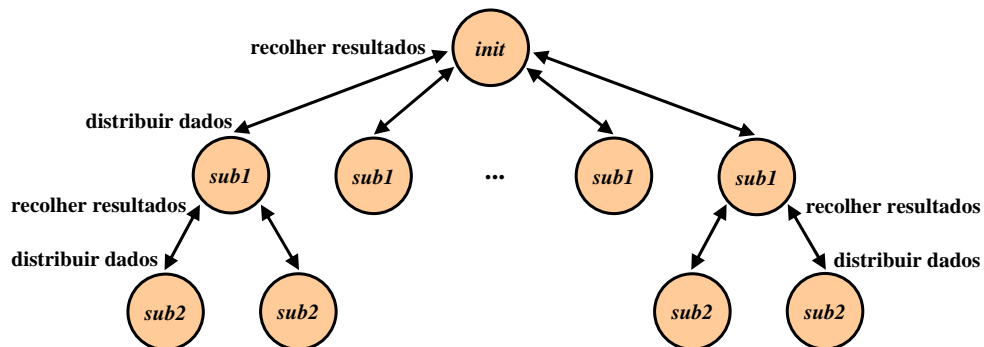 init
recolher resultados
distribuir dados
sub1
sub1
...
sub1
sub1
recolher resultados
recolher resultados
distribuir dados
distribuir dados
sub2
sub2
sub2
sub2